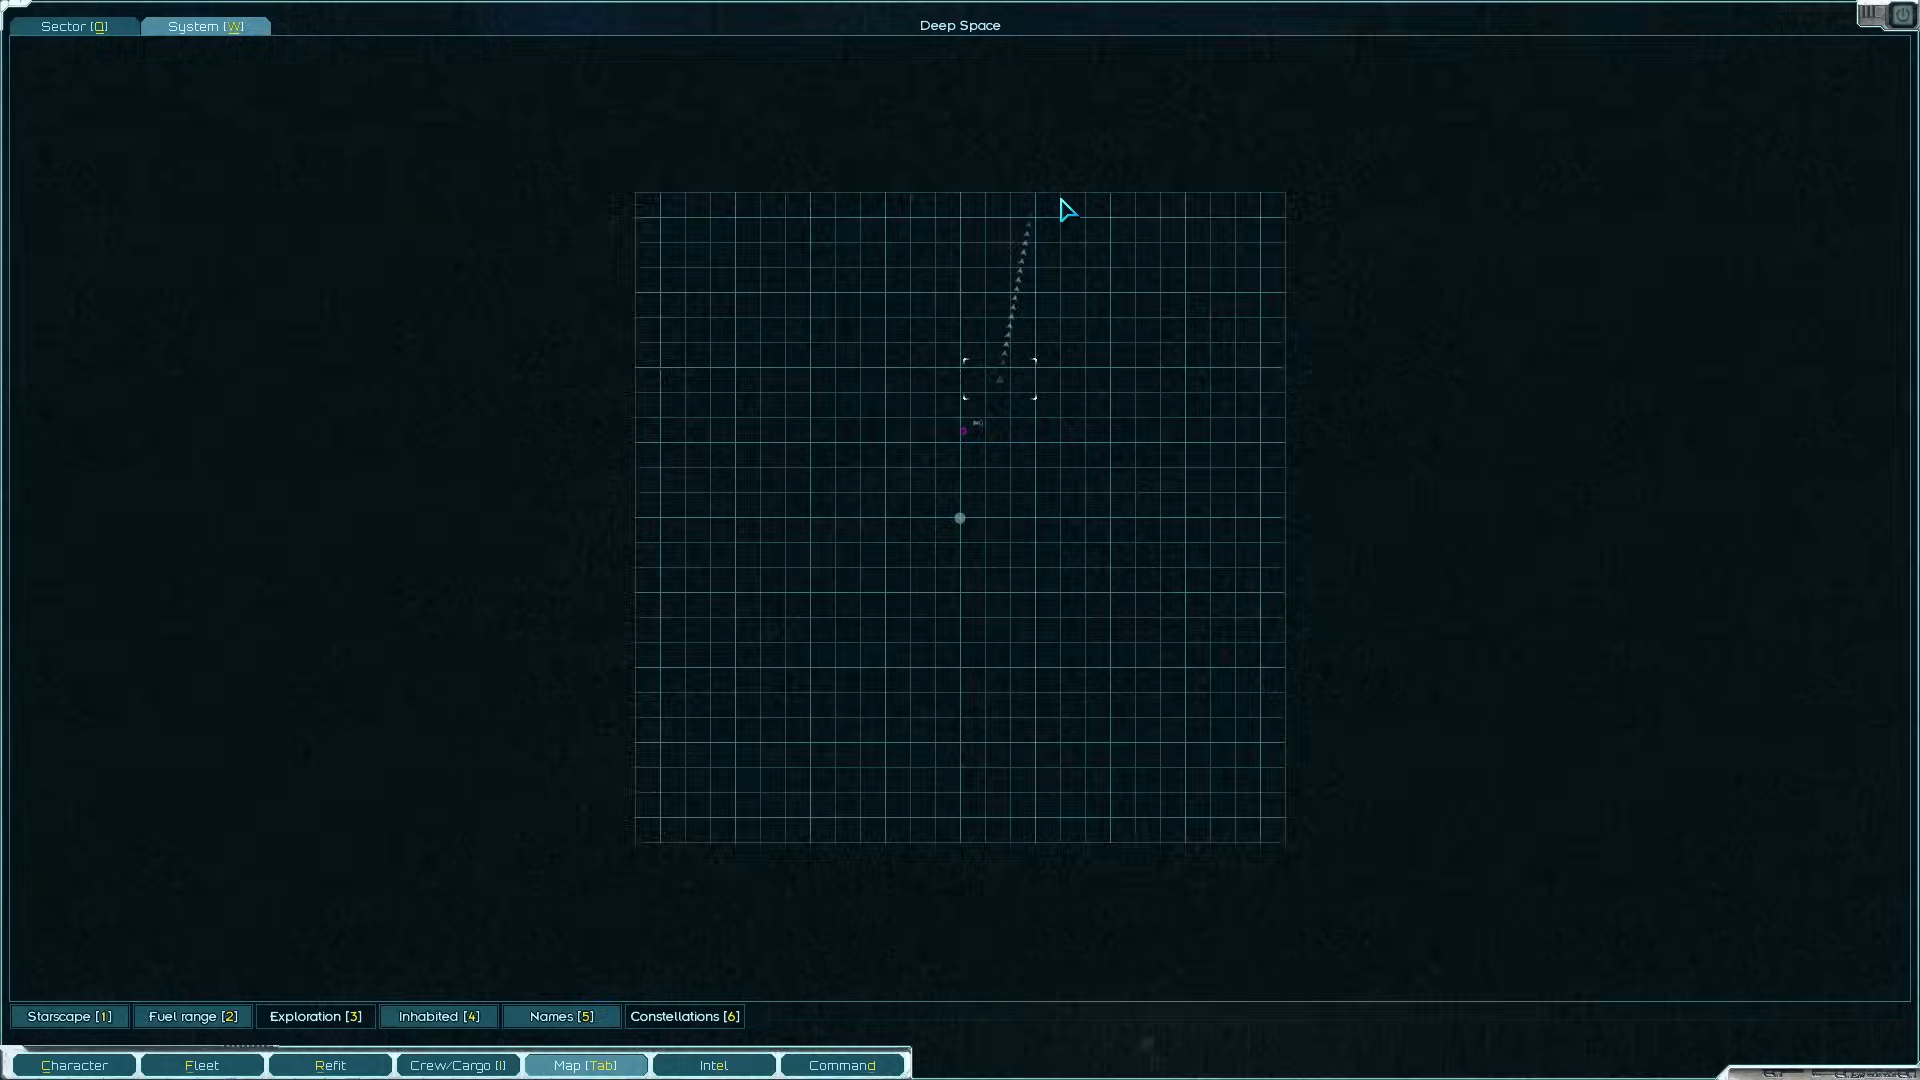 Sector [Q]
System [W]
Deep Space
Starscape [1]
Fuel range [2]
Exploration [3]
Inhabited [4]
Names [5]
Constellations [6]
Character
Fleet
Refit
Crew/Cargo [I]
Map [Tab]
Intel
Command